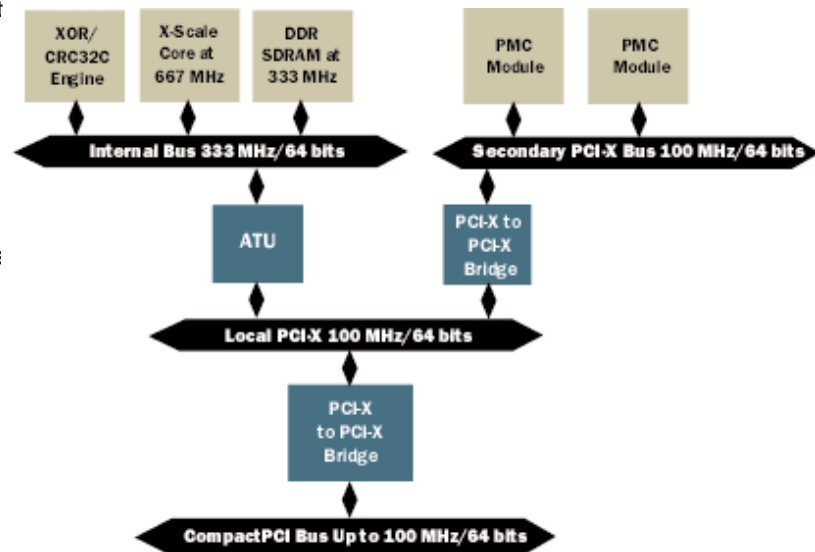 t
XOR/
CRC32C
Engine
X-Scale
Core at
667 MHz
DDR
SDRAM at
333 MHz
PMC
Module
PMC
Module
Internal Bus 333 MHz/64 bits
Secondary PCI-X Bus 100 MHz/64 bits
ATU
PCI-X to
PCI-X
Bridge
Local PCI-X 100 MHz/64 bits
PCI-X
to PCI-X
Bridge
CompactPCI Bus Up to 100 MHz/64 bits